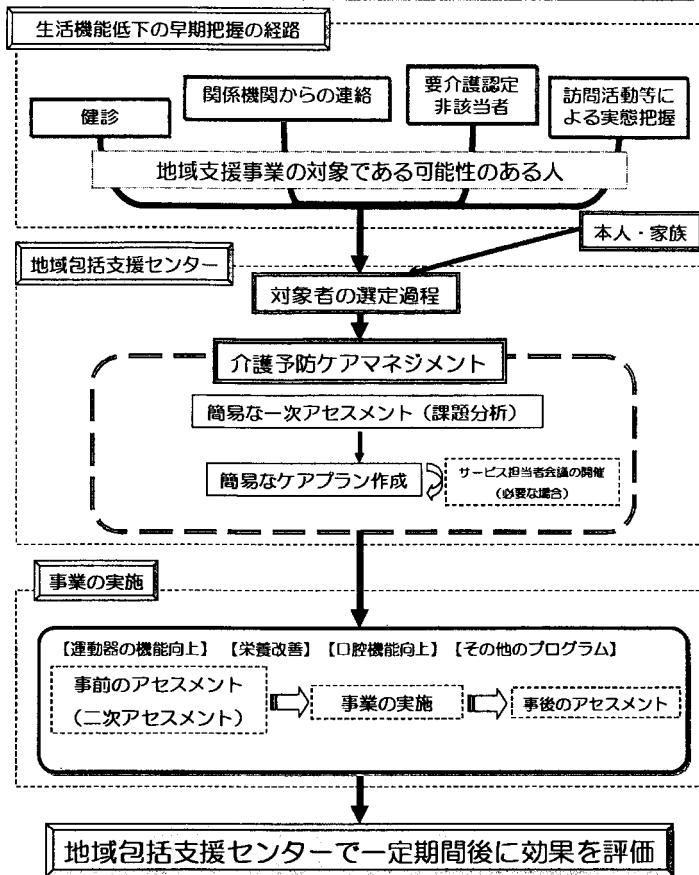 生活機能低下の早期把握の経路
健診
関係機関からの連絡
要介護認定
非該当者
訪問活動等に
よる実態把握
地域支援事業の対象である可能性のある人
本人・家族
地域包括支援センター
対象者の選定過程
介護予防ケアマネジメント
簡易な一次アセスメント（課題分析）
簡易なケアプラン作成
サービス担当者会議の開催
（必要な場合）
事業の実施
【運動器の機能向上】 【栄養改善】 【口腔機能向上】 【その他のプログラム】
事前のアセスメント
（二次アセスメント）
事業の実施
事後のアセスメント
地域包括支援センターで一定期間後に効果を評価